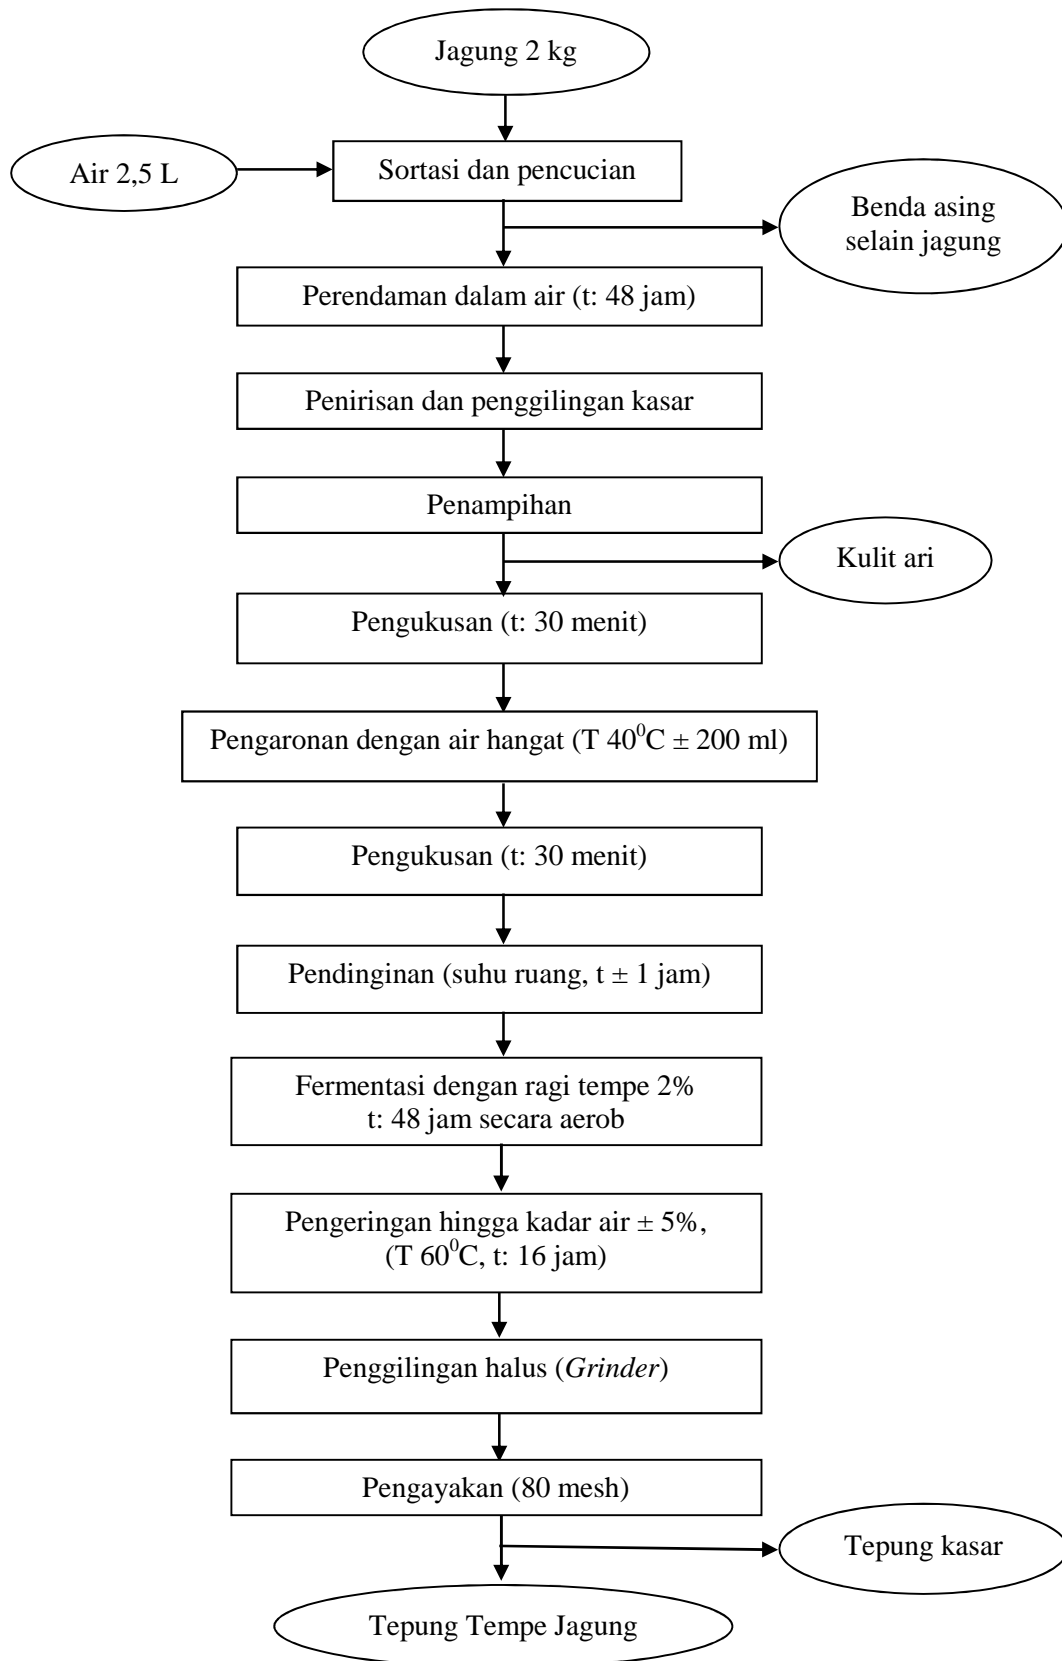 Jagung 2 kg
Air 2,5 L
Sortasi dan pencucian
Benda asing
selain jagung
Perendaman dalam air (t: 48 jam)
Penirisan dan penggilingan kasar
Penampihan
Kulit ari
Pengukusan (t: 30 menit)
Pengaronan dengan air hangat (T 40⁰C ± 200 ml)
Pengukusan (t: 30 menit)
Pendinginan (suhu ruang, t ± 1 jam)
Fermentasi dengan ragi tempe 2%
t: 48 jam secara aerob
Pengeringan hingga kadar air ± 5%,
(T 60⁰C, t: 16 jam)
Penggilingan halus (Grinder)
Pengayakan (80 mesh)
Tepung kasar
Tepung Tempe Jagung